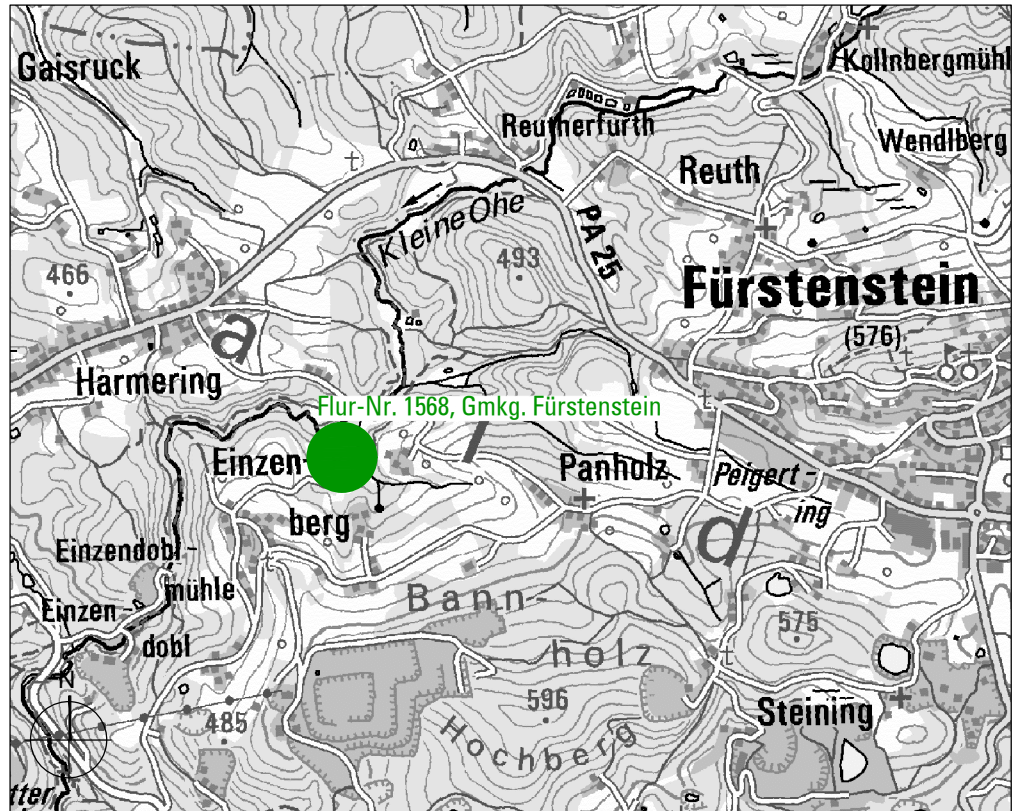 Gaisruck
Kollnbergmühl
Reutherfurth
Wendlberg
Reuth
Kleine Ohe
PA 25
493
466
Fürstenstein
(576)
a
Harmering
Flur-Nr. 1568, Gmkg. Fürstenstein
l
Einzen-
berg
Panholz
Peigert-
ing
d
Einzendobl-
mühle
Einzen-
dobl
Bann-
holz
575
596
485
Hochberg
Steining
tter